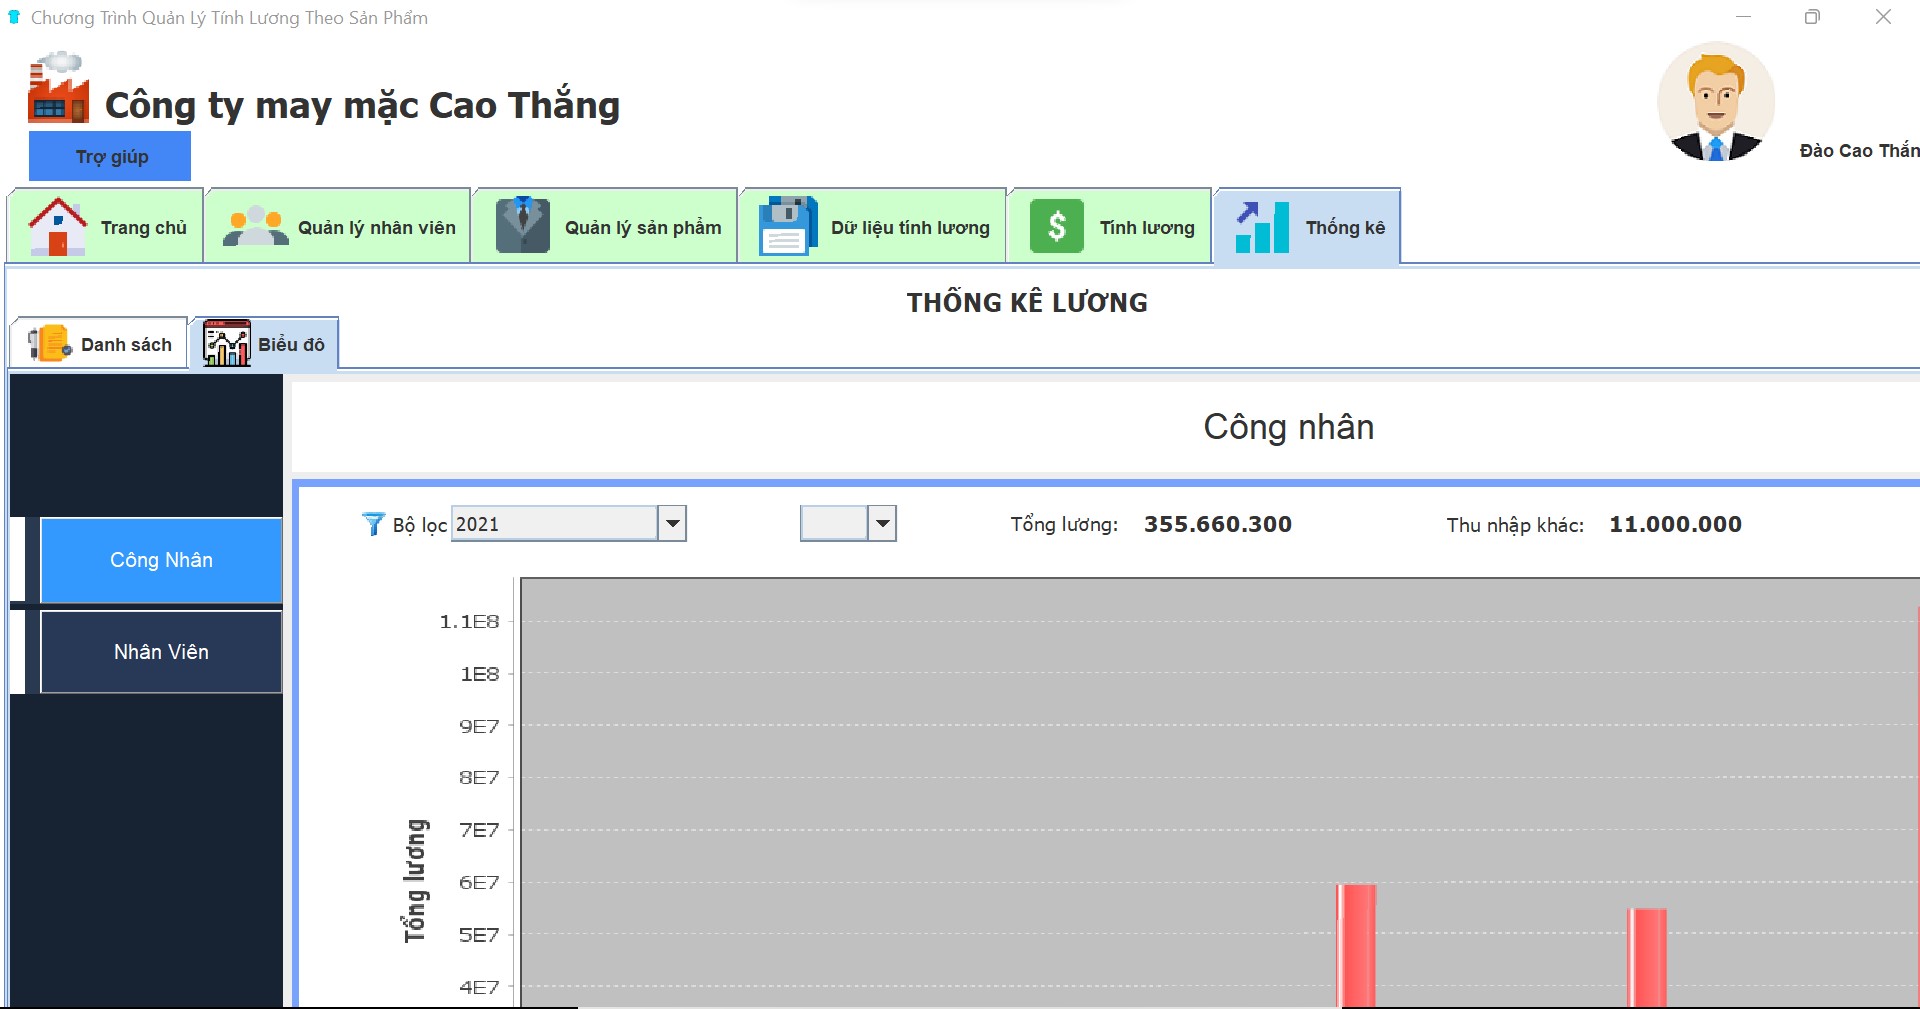 Chương Trình Quản Lý Tính Lương Theo Sản Phẩm
Công ty may mặc Cao Thắng
Trợ giúp
Đào Cao Thắn
Trang chủ
Quản lý nhân viên
Quản lý sản phẩm
Dữ liệu tính lương
Tính lương
Thống kê
THỐNG KÊ LƯƠNG
Danh sách
Biểu đồ
Công nhân
Công Nhân
Nhân Viên
Bộ lọc 2021
Tổng lương: 355.660.300
Thu nhập khác: 11.000.000
1.1E8
1E8
9E7
8E7
7E7
6E7
5E7
4E7
Tổng lương